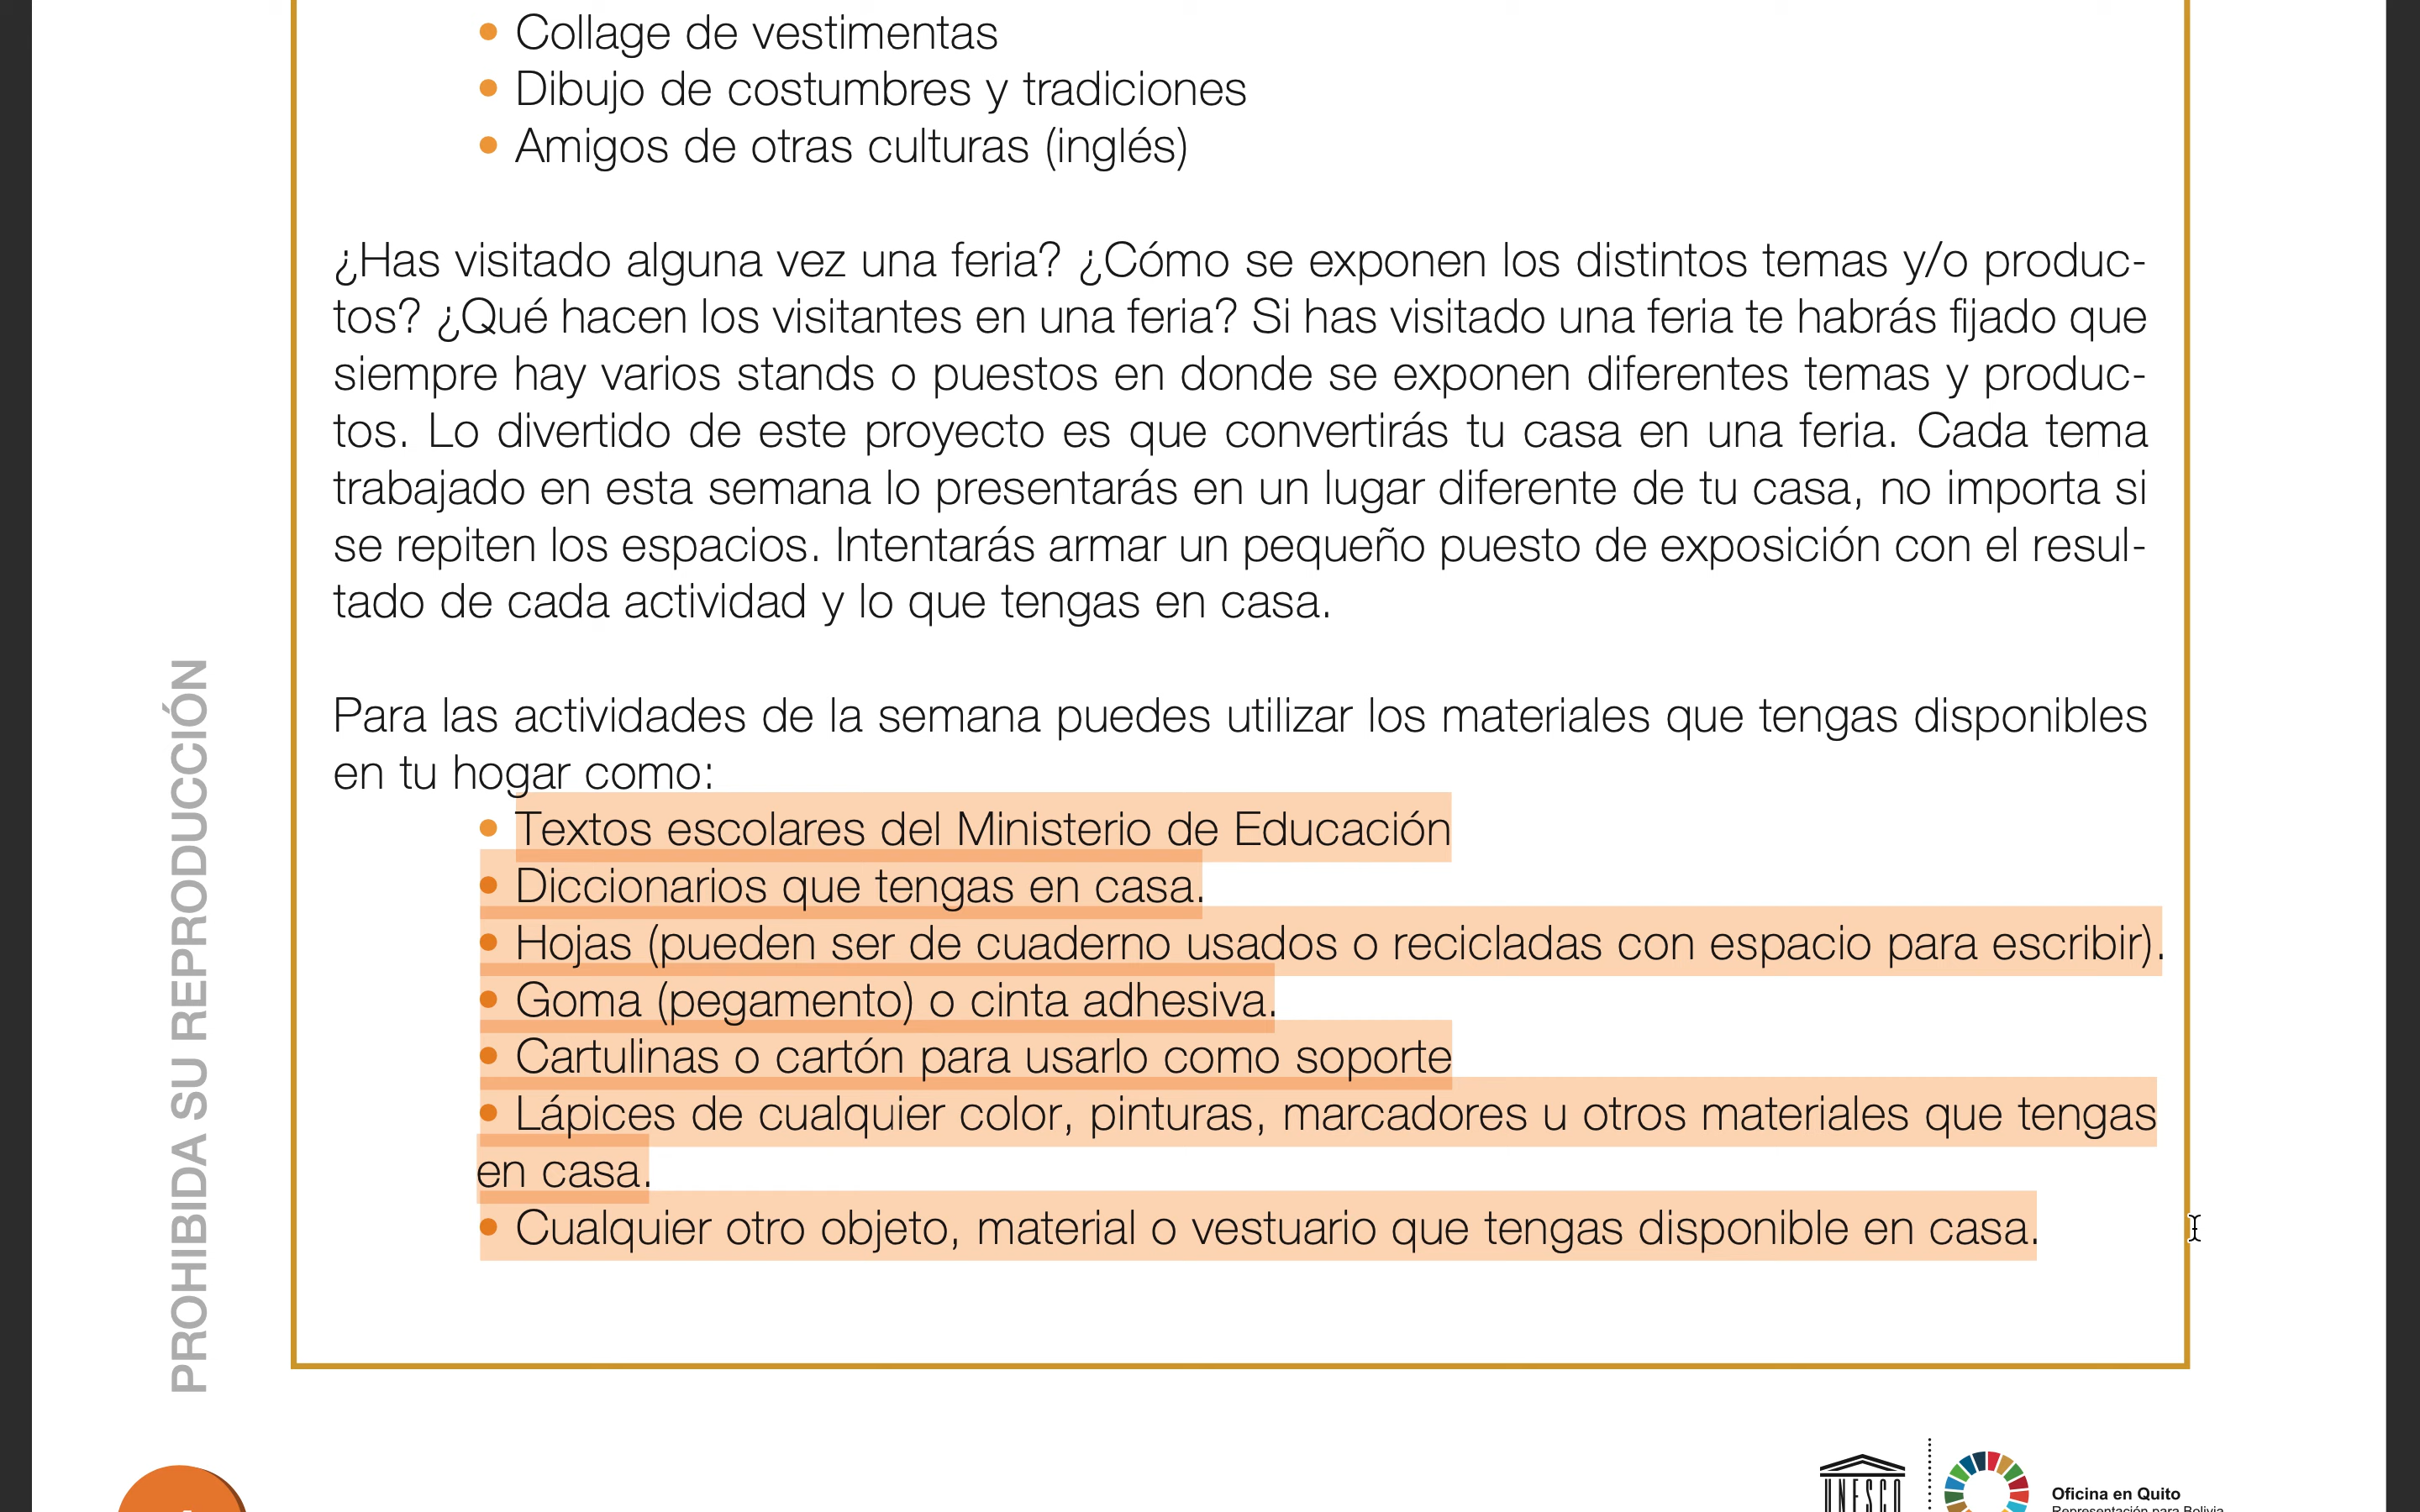 • Collage de vestimentas
• Dibujo de costumbres y tradiciones
• Amigos de otras culturas (inglés)
¿Has visitado alguna vez una feria? ¿Cómo se exponen los distintos temas y/o produc-
tos? ¿Qué hacen los visitantes en una feria? Si has visitado una feria te habrás fijado que
siempre hay varios stands o puestos en donde se exponen diferentes temas y produc-
tos. Lo divertido de este proyecto es que convertirás tu casa en una feria. Cada tema
trabajado en esta semana lo presentarás en un lugar diferente de tu casa, no importa si
se repiten los espacios. Intentarás armar un pequeño puesto de exposición con el resul-
tado de cada actividad y lo que tengas en casa.
Para las actividades de la semana puedes utilizar los materiales que tengas disponibles
en tu hogar como:
• Textos escolares del Ministerio de Educación
• Diccionarios que tengas en casa.
• Hojas (pueden ser de cuaderno usados o recicladas con espacio para escribir).
• Goma (pegamento) o cinta adhesiva.
• Cartulinas o cartón para usarlo como soporte
• Lápices de cualquier color, pinturas, marcadores u otros materiales que tengas
en casa.
• Cualquier otro objeto, material o vestuario que tengas disponible en casa.
PROHIBIDA SU REPRODUCCIÓN
UNESCO
Oficina en Quito
Representación para Bolivia,